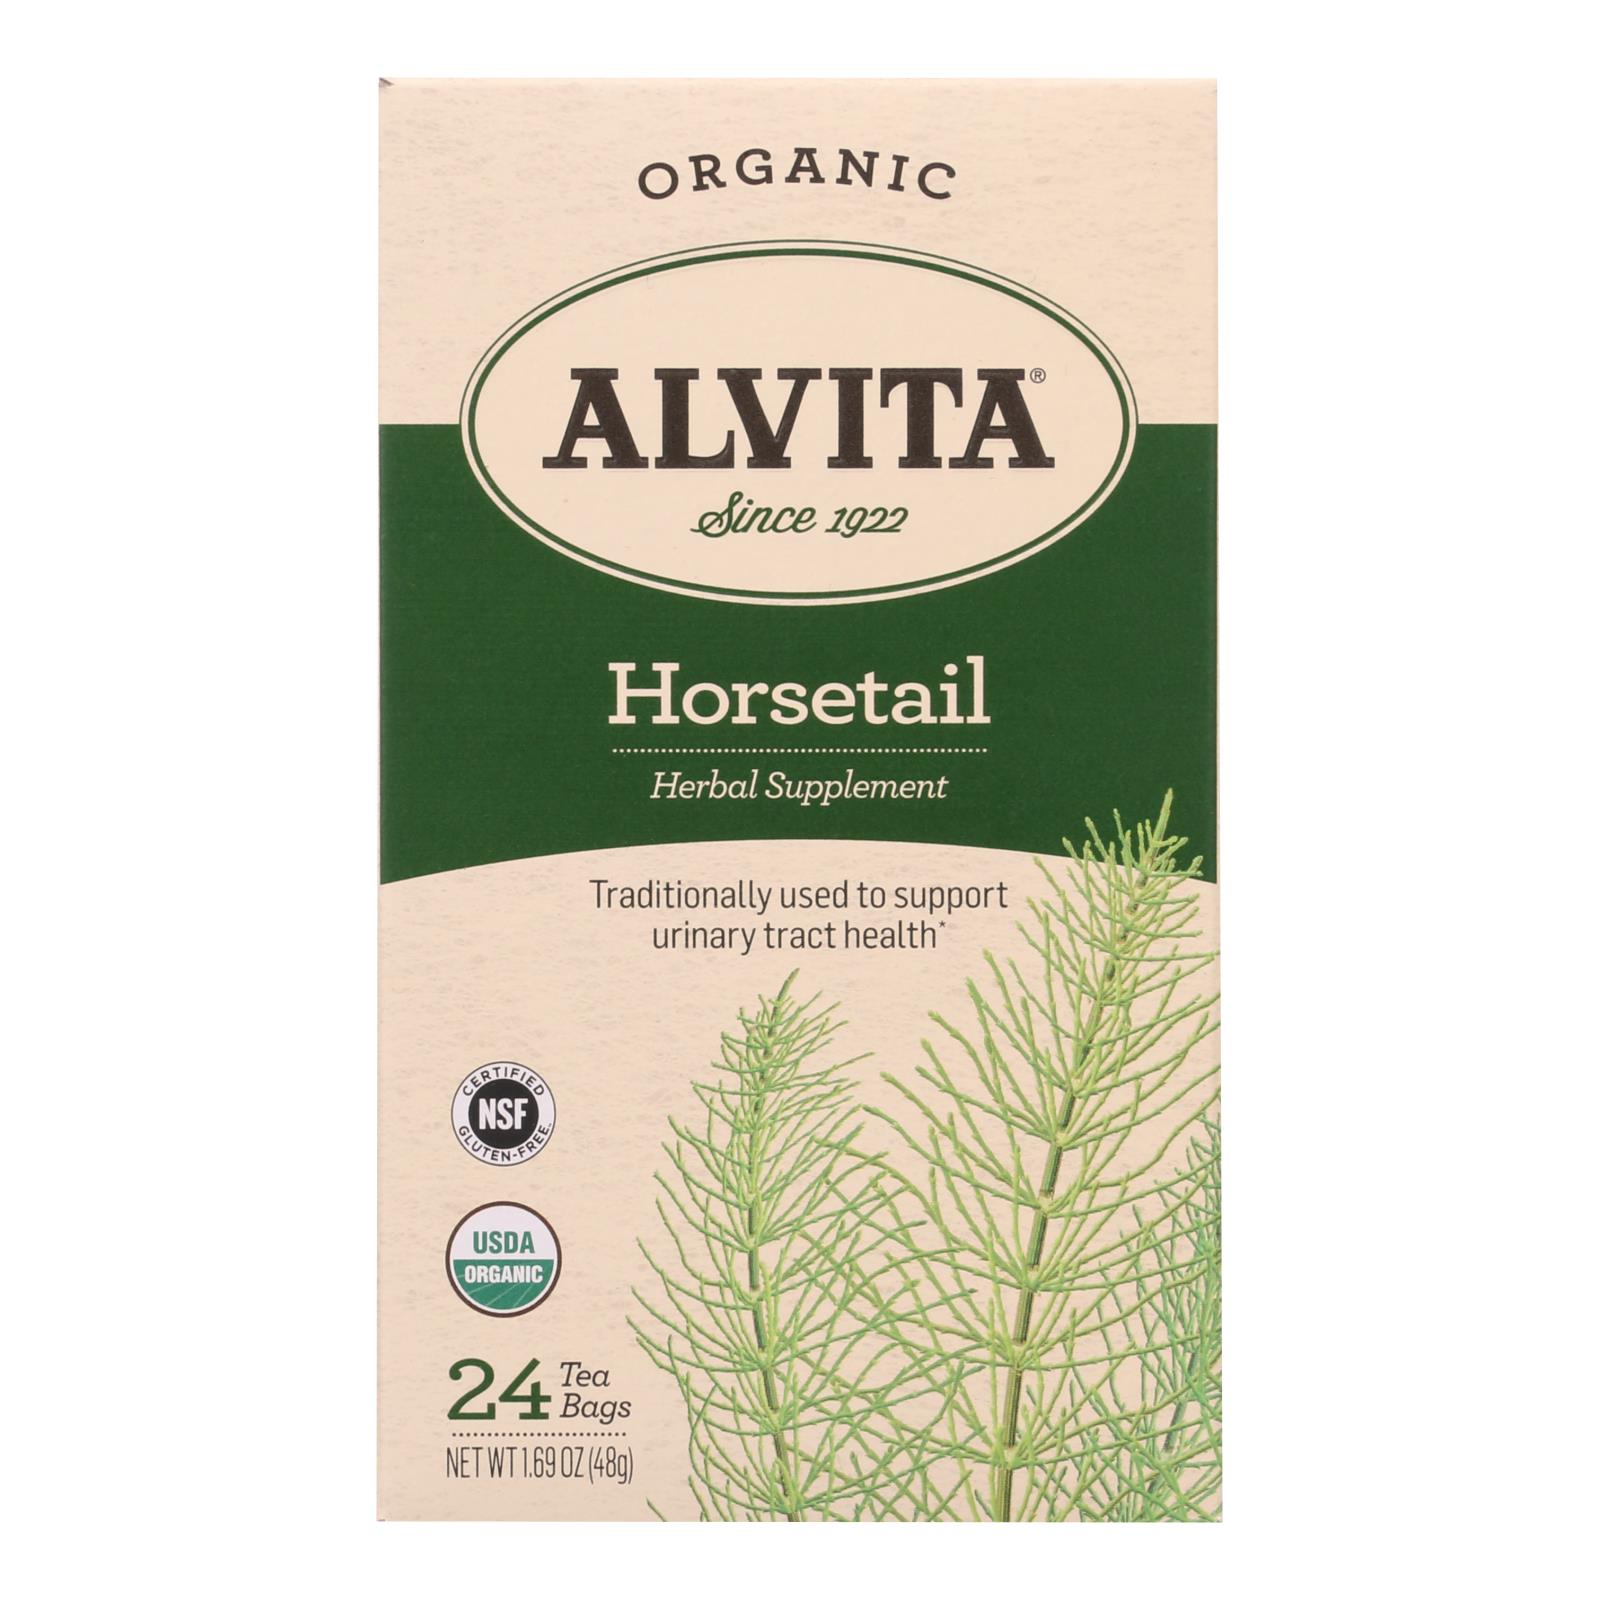 ORGANIC
ALVITA®
Since 1922
Horsetail
Herbal Supplement
Traditionally used to support
urinary tract health*
CERTIFIED
NSF
GLUTEN-FREE™
USDA
ORGANIC
24 Tea
Bags
NET WT 1.69 OZ (48g)